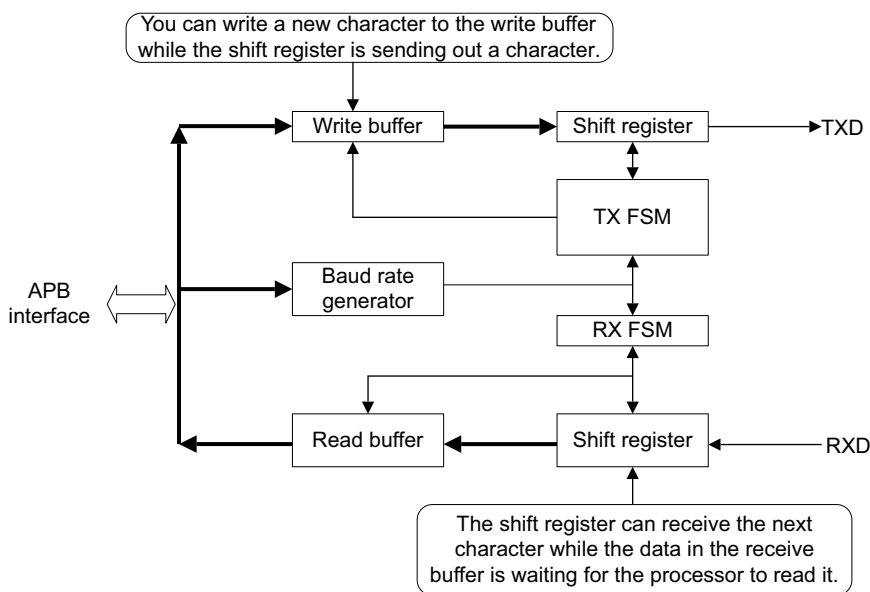 You can write a new character to the write buffer
while the shift register is sending out a character.
Write buffer
Shift register
TXD
TX FSM
APB
interface
Baud rate
generator
RX FSM
Read buffer
Shift register
RXD
The shift register can receive the next
character while the data in the receive
buffer is waiting for the processor to read it.